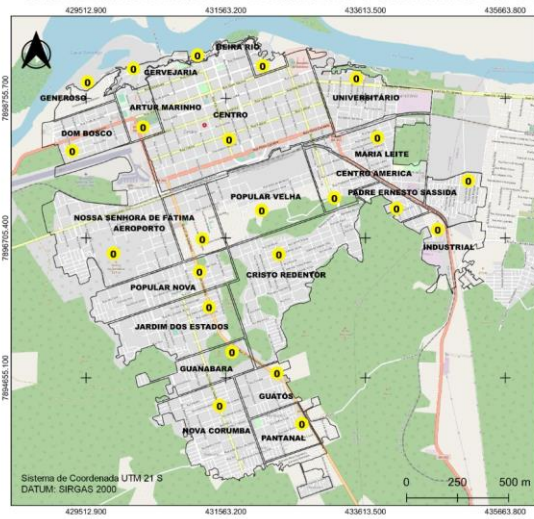 429512.900 431563.200 433613.500 435663.800
7898755.700
7896705.400
7894655.100
BEIRA RIO
0
0
0
0
0
CERVEJARIA
0
GENEROSO
ARTUR MARINHO
UNIVERSITÁRIO
CENTRO
0
DOM BOSCO
0
0
0
MARIA LEITE
CENTRO AMERICA
0
PADRE ERNESTO SASSIDA
0
POPULAR VELHA
0
0
NOSSA SENHORA DE FÁTIMA
AEROPORTO
0
0
INDUSTRIAL
0
0
0
CRISTO REDENTOR
POPULAR NOVA
0
JARDIM DOS ESTADOS
0
GUANABARA
0
GUATÓS
0
NOVA CORUMBA
0
PANTANAL
Sistema de Coordenada UTM 21 S
DATUM: SIRGAS 2000
0 250 500 m
429512.900 431563.200 433613.500 435663.800